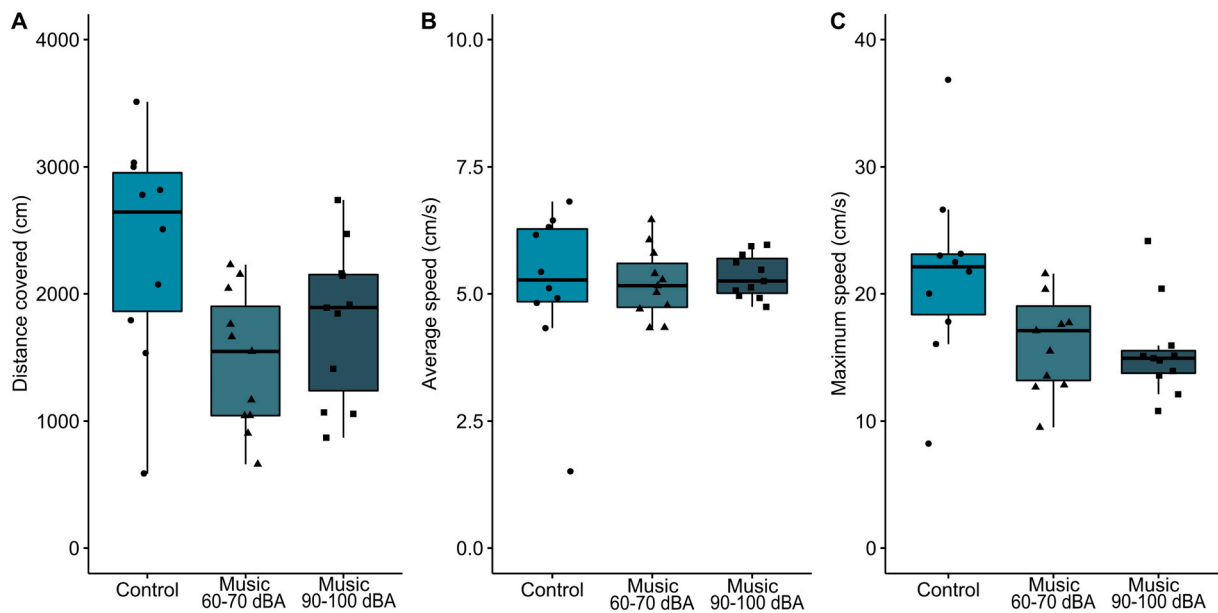 A
Distance covered (cm)
4000
3000
2000
1000
0
Control
Music
60-70 dBA
Music
90-100 dBA
B
Average speed (cm/s)
10.0
7.5
5.0
2.5
0.0
Control
Music
60-70 dBA
Music
90-100 dBA
C
Maximum speed (cm/s)
40
30
20
10
0
Control
Music
60-70 dBA
Music
90-100 dBA